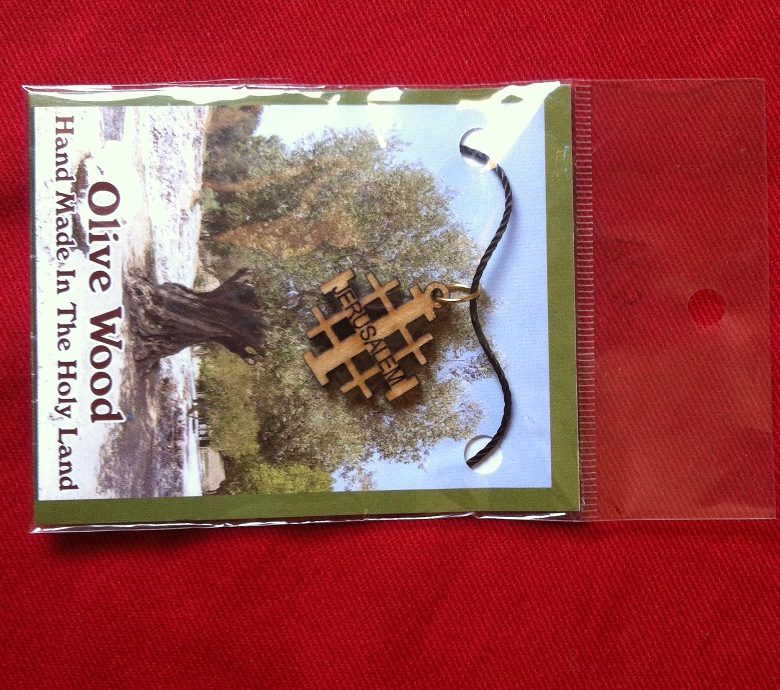 JERUSALEM
Olive Wood
Hand Made In The Holy Land